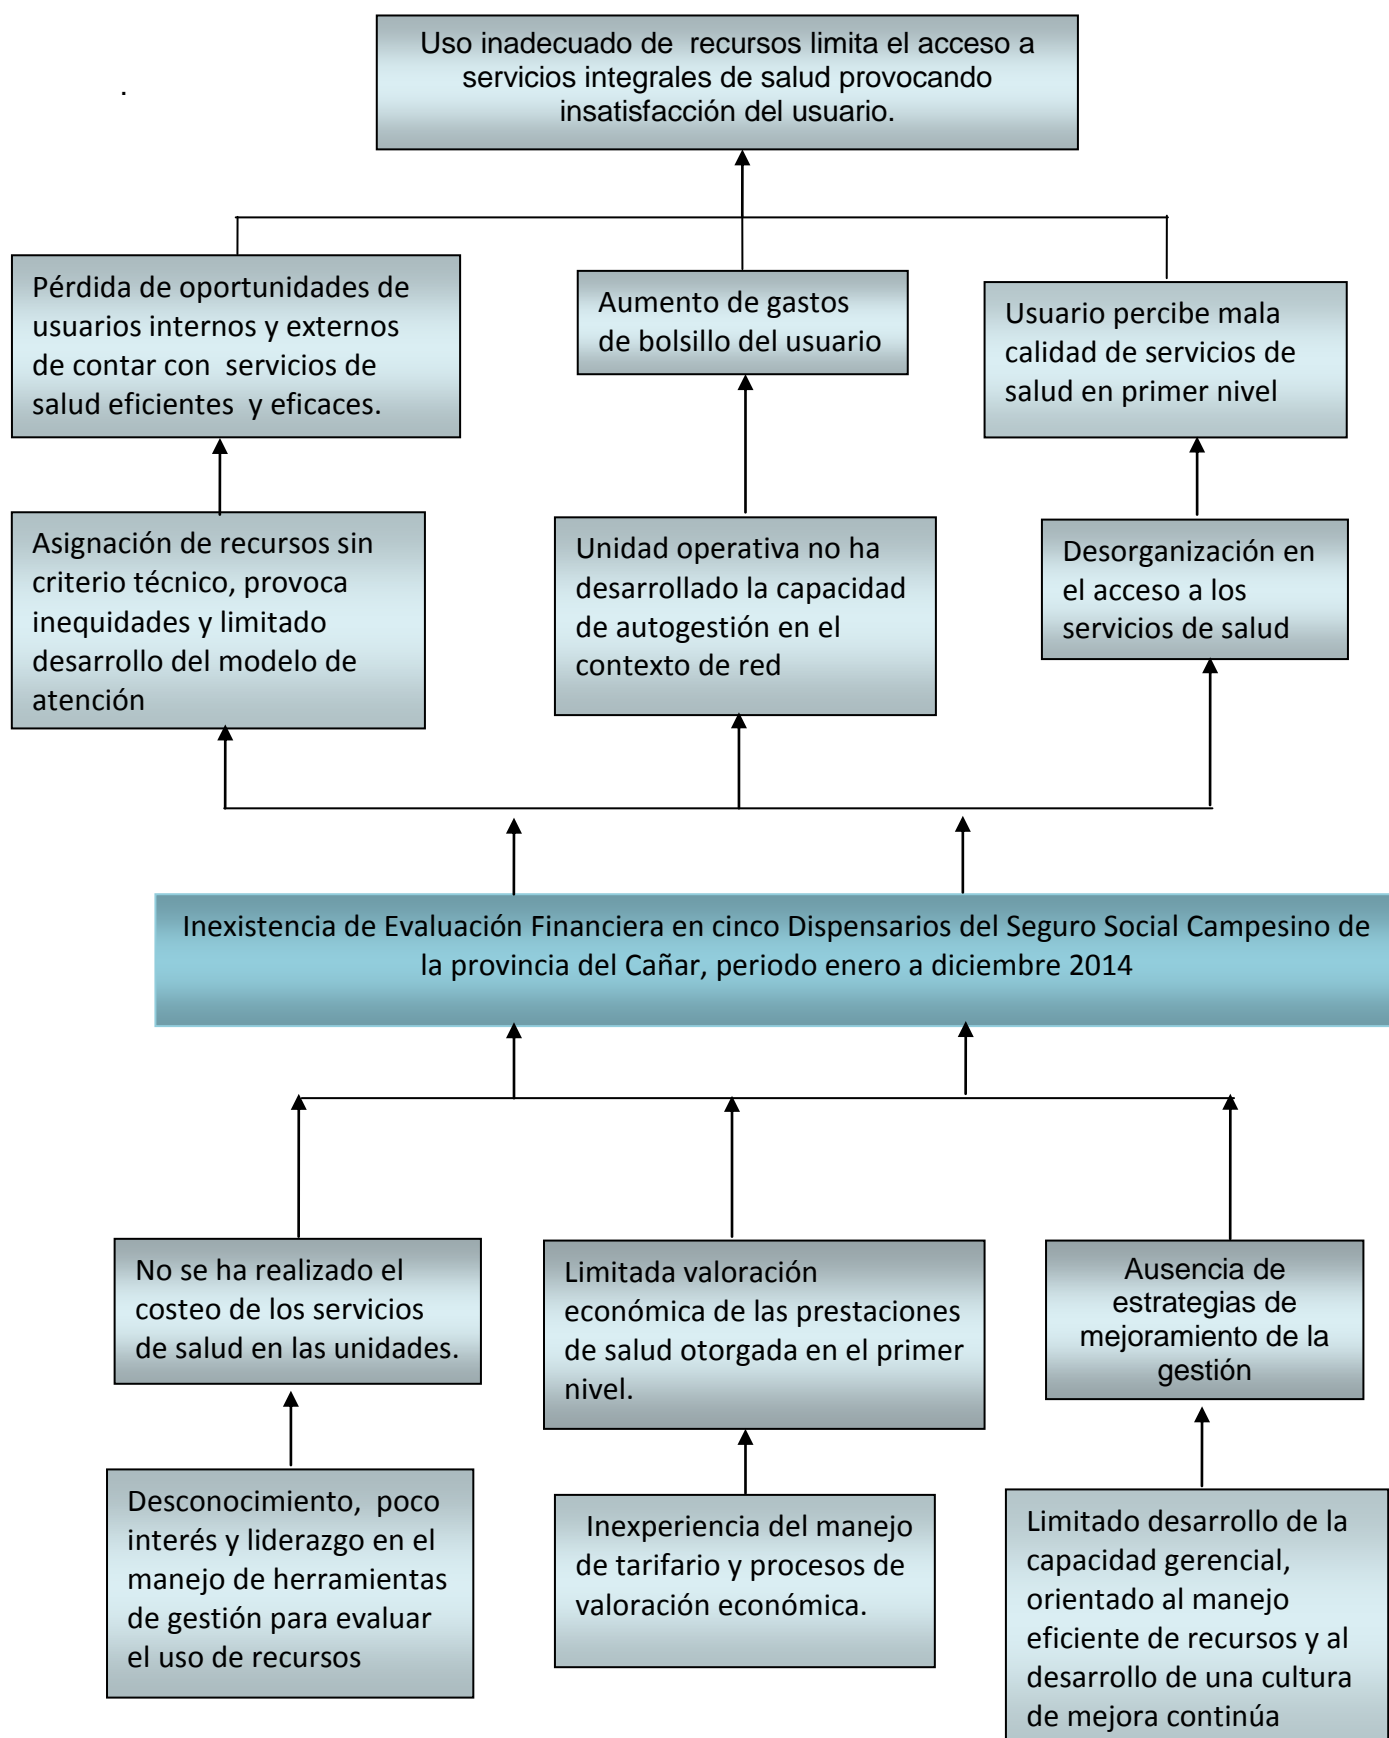 Uso inadecuado de recursos limita el acceso a
servicios integrales de salud provocando
insatisfacción del usuario.
.
Pérdida de oportunidades de
usuarios internos y externos
de contar con servicios de
salud eficientes y eficaces.
Aumento de gastos
de bolsillo del usuario
Usuario percibe mala
calidad de servicios de
salud en primer nivel
Asignación de recursos sin
criterio técnico, provoca
inequidades y limitado
desarrollo del modelo de
atención
Unidad operativa no ha
desarrollado la capacidad
de autogestión en el
contexto de red
Desorganización en
el acceso a los
servicios de salud
Inexistencia de Evaluación Financiera en cinco Dispensarios del Seguro Social Campesino de
la provincia del Cañar, periodo enero a diciembre 2014
No se ha realizado el
costeo de los servicios
de salud en las unidades.
Limitada valoración
económica de las prestaciones
de salud otorgada en el primer
nivel.
Ausencia de
estrategias de
mejoramiento de la
gestión
Desconocimiento, poco
interés y liderazgo en el
manejo de herramientas
de gestión para evaluar
el uso de recursos
Inexperiencia del manejo
de tarifario y procesos de
valoración económica.
Limitado desarrollo de la
capacidad gerencial,
orientado al manejo
eficiente de recursos y al
desarrollo de una cultura
de mejora continúa